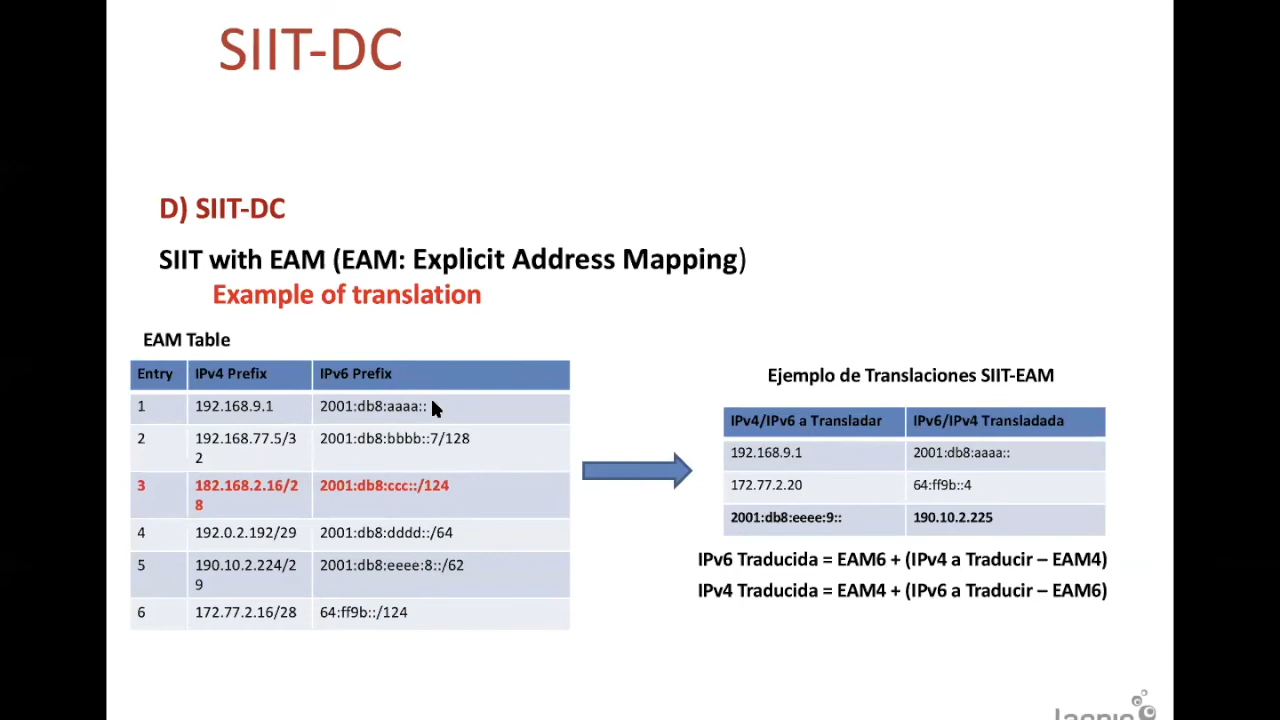 SIIT-DC
D) SIIT-DC
SIIT with EAM (EAM: Explicit Address Mapping)
Example of translation
EAM Table
Entry IPv4 Prefix IPv6 Prefix
1 192.168.9.1 2001:db8:aaaa::
2 192.168.77.5/3 2001:db8:bbbb::7/128
2
3 182.168.2.16/2 2001:db8:ccc::/124
8
4 192.0.2.192/29 2001:db8:dddd::/64
5 190.10.2.224/2 2001:db8:eeee:8::/62
9
6 172.77.2.16/28 64:ff9b::/124
Ejemplo de Translaciones SIIT-EAM
IPv4/IPv6 a Transladar IPv6/IPv4 Transladada
192.168.9.1 2001:db8:aaaa::
172.77.2.20 64:ff9b::4
2001:db8:eeee:9:: 190.10.2.225
IPv6 Traducida = EAM6 + (IPv4 a Traducir – EAM4)
IPv4 Traducida = EAM4 + (IPv6 a Traducir – EAM6)